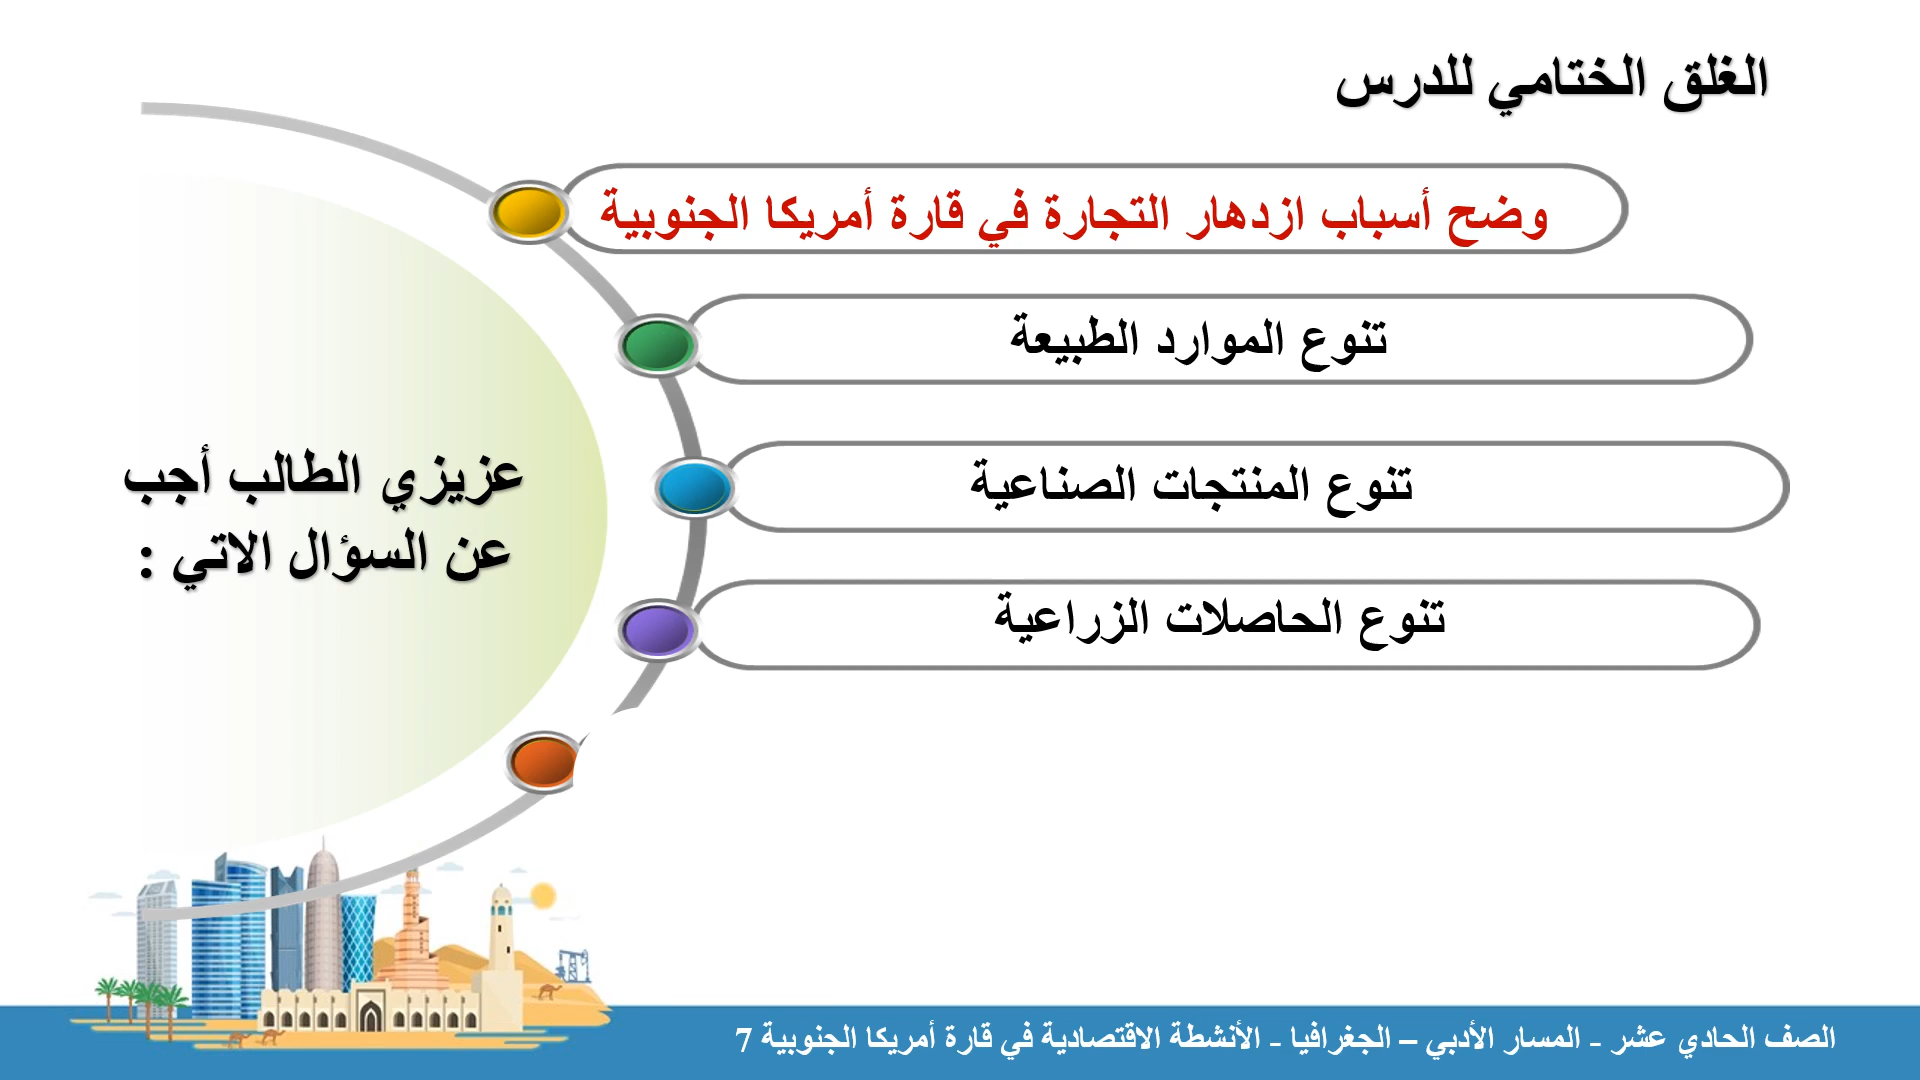 الغلق الختامي للدرس
عزيزي الطالب أجب
عن السؤال الاتي :
وضح أسباب ازدهار التجارة في قارة أمريكا الجنوبية
تنوع الموارد الطبيعة
تنوع المنتجات الصناعية
تنوع الحاصلات الزراعية
الصف الحادي عشر - المسار الأدبي – الجغرافيا - الأنشطة الاقتصادية في قارة أمريكا الجنوبية 7